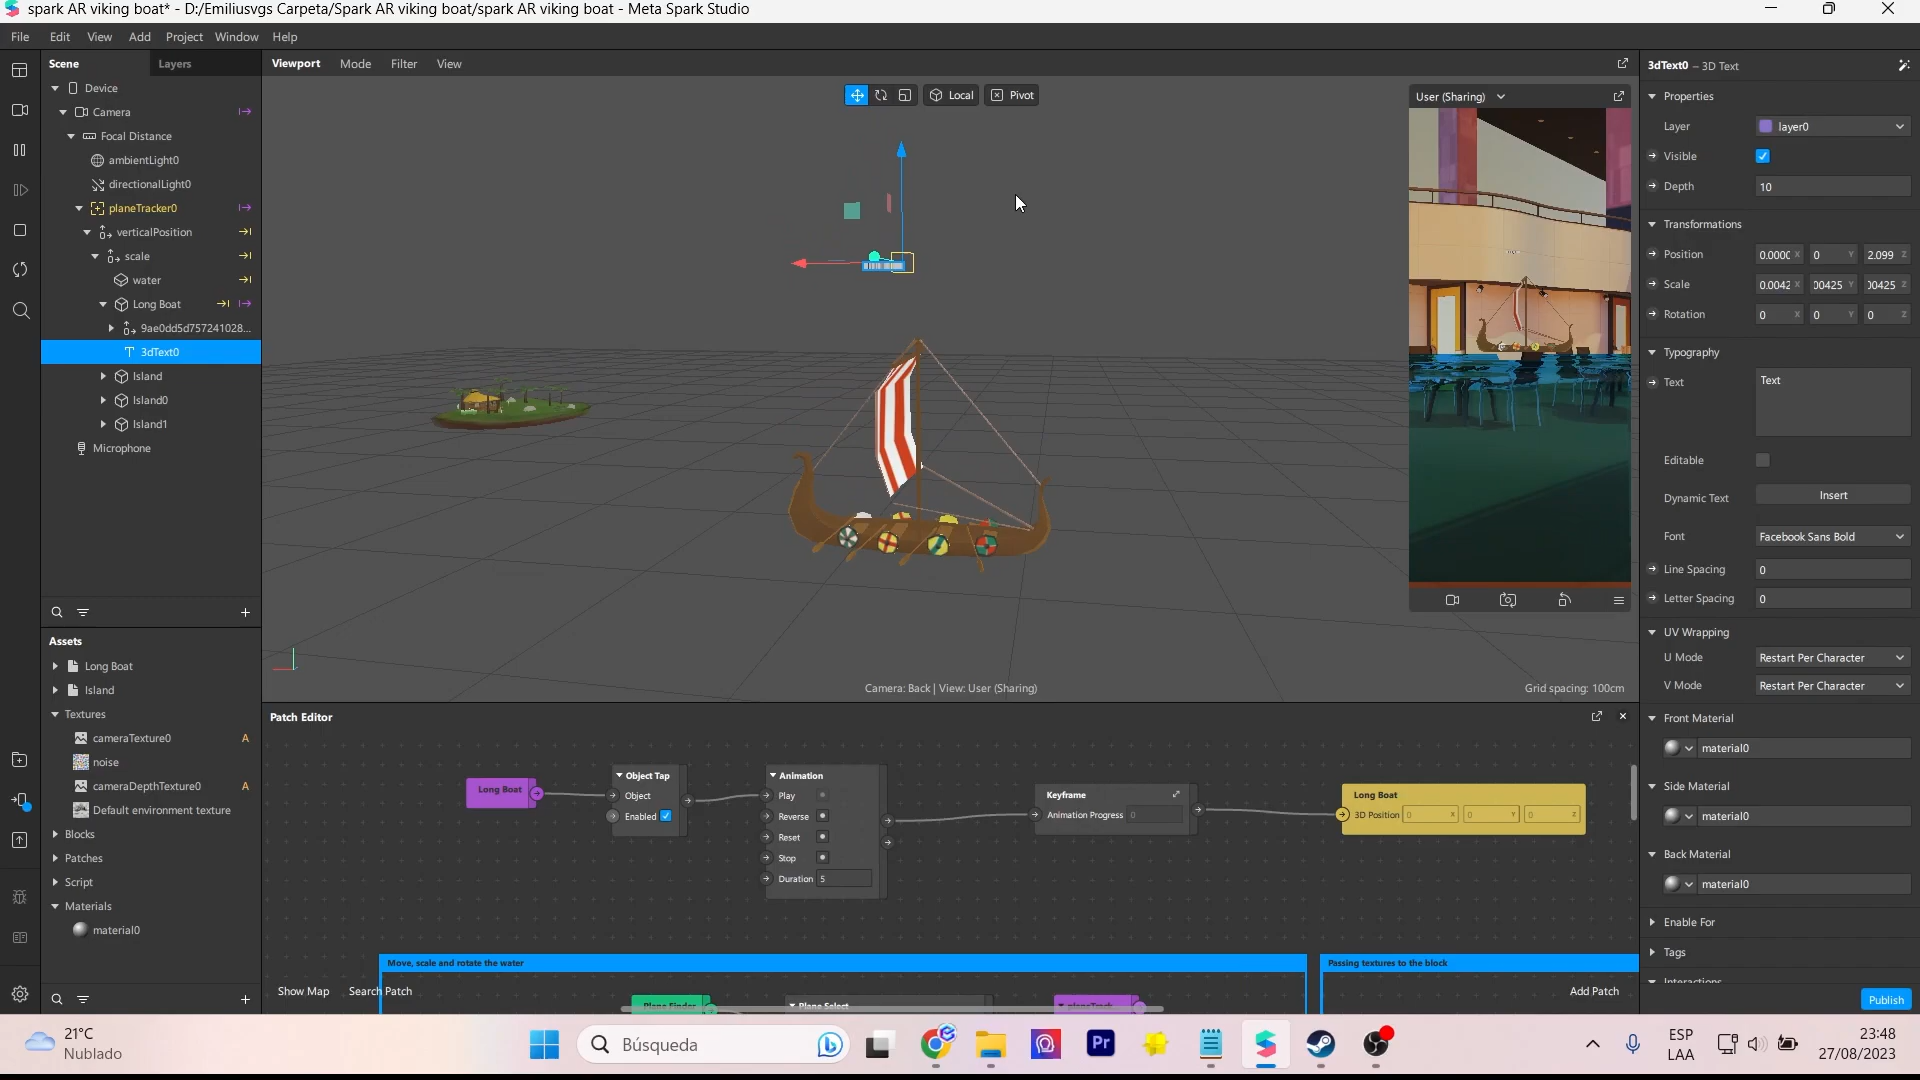 spark AR viking boat* - D:/Emiliusvgs Carpeta/Spark AR viking boat/spark AR viking boat - Meta Spark Studio
File Edit View Add Project Window Help
Scene Layers
Device
Camera
Focal Distance
ambientLight0
directionalLight0
planeTracker0
verticalPosition
scale
water
Long Boat
9ae0dd5d757241028...
3dText0
Island
Island0
Island1
Microphone
Assets
Long Boat
Island
Textures
cameraTexture0 A
noise
cameraDepthTexture0 A
Default environment texture
Blocks
Patches
Script
Materials
material0
Viewport Mode Filter View
Local Pivot
User (Sharing)
Camera: Back | View: User (Sharing)
Grid spacing: 100cm
Patch Editor
Long Boat
Object Tap
Object
Enabled
Animation
Play
Reverse
Reset
Stop
Duration 5
Keyframe
Animation Progress 0
Long Boat
3D Position 0 X 0 Y 0 Z
Move, scale and rotate the water
Passing textures to the block
Show Map Search Patch
Plane Finder
Plane Select
planeTrack
Add Patch
3dText0 – 3D Text
Properties
Layer layer0
Visible
Depth 10
Transformations
Position 0.0000 X 0 Y 2.099 Z
Scale 0.0042 X 00425 Y 00425 Z
Rotation 0 X 0 Y 0 Z
Typography
Text Text
Editable
Dynamic Text Insert
Font Facebook Sans Bold
Line Spacing 0
Letter Spacing 0
UV Wrapping
U Mode Restart Per Character
V Mode Restart Per Character
Front Material
material0
Side Material
material0
Back Material
material0
Enable For
Tags
Interactions
Publish
21°C
Nublado
Búsqueda
Pr
ESP
LAA
23:48
27/08/2023